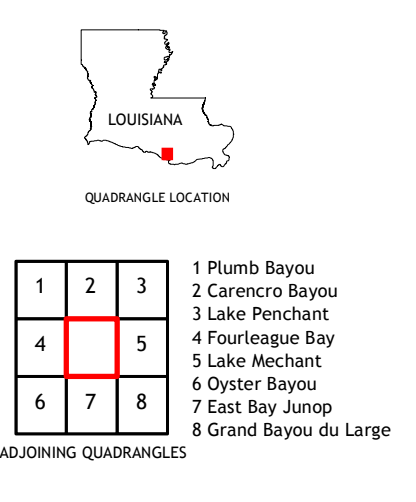 LOUISIANA
QUADRANGLE LOCATION
1 2 3
4 5
6 7 8
1 Plumb Bayou
2 Carencro Bayou
3 Lake Penchant
4 Fourleague Bay
5 Lake Mechant
6 Oyster Bayou
7 East Bay Junop
8 Grand Bayou du Large
ADJOINING QUADRANGLES